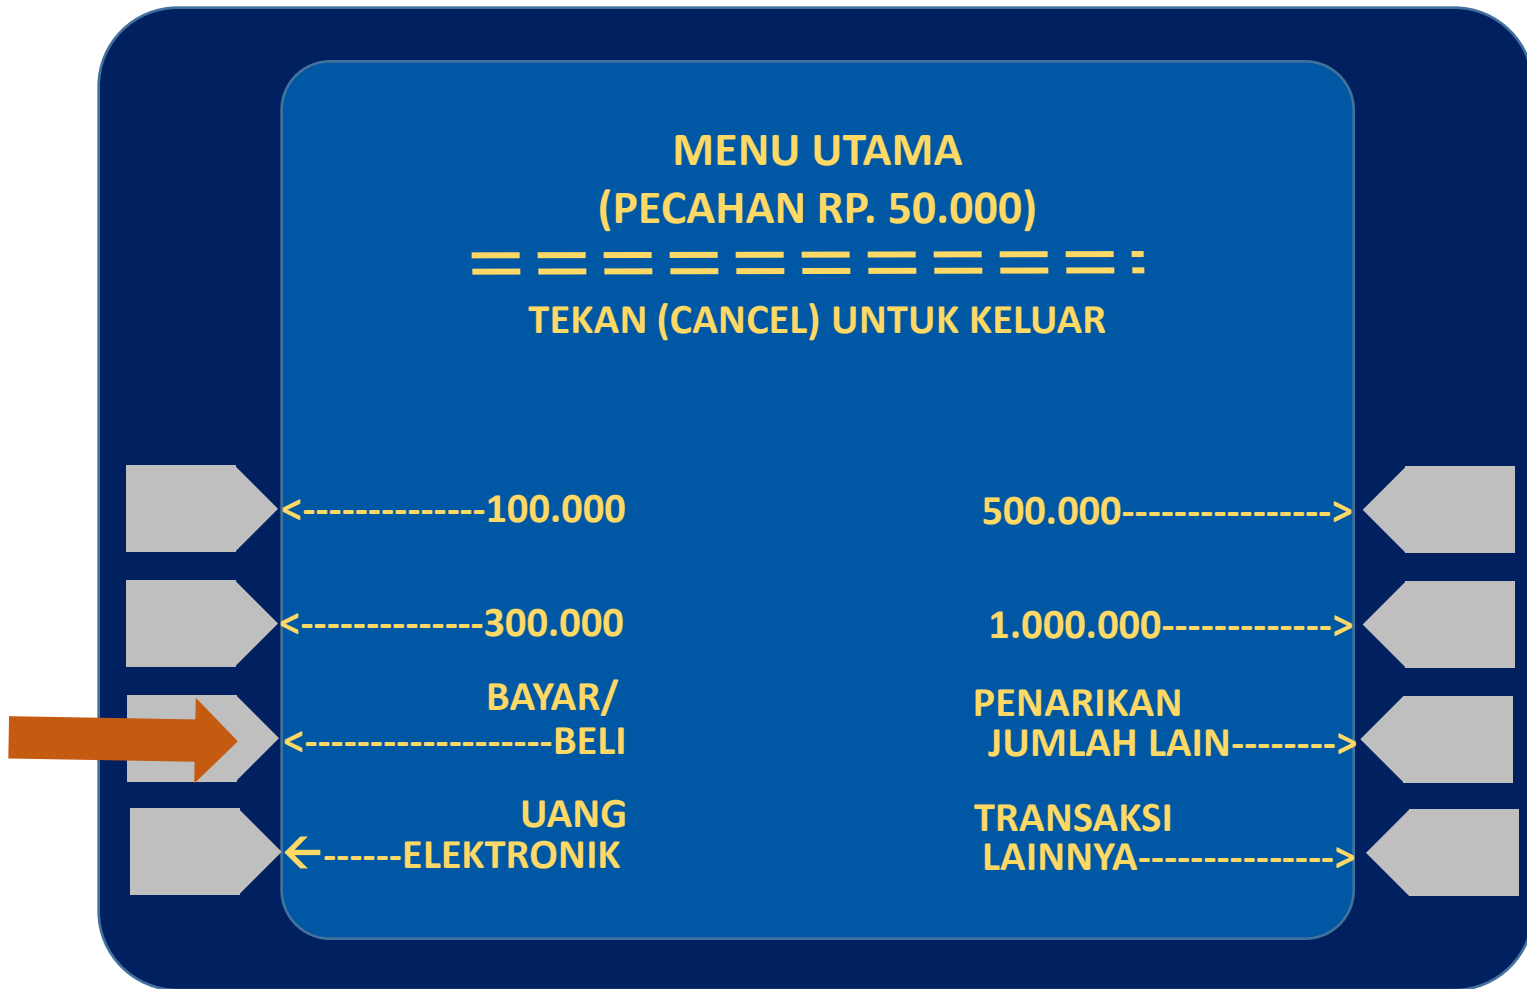 MENU UTAMA
(PECAHAN RP. 50.000)
====================
TEKAN (CANCEL) UNTUK KELUAR
<--------------100.000
500.000---------------->
<--------------300.000
1.000.000------------->
BAYAR/
<-------------------BELI
PENARIKAN
JUMLAH LAIN-------->
UANG
←------ELEKTRONIK
TRANSAKSI
LAINNYA--------------->